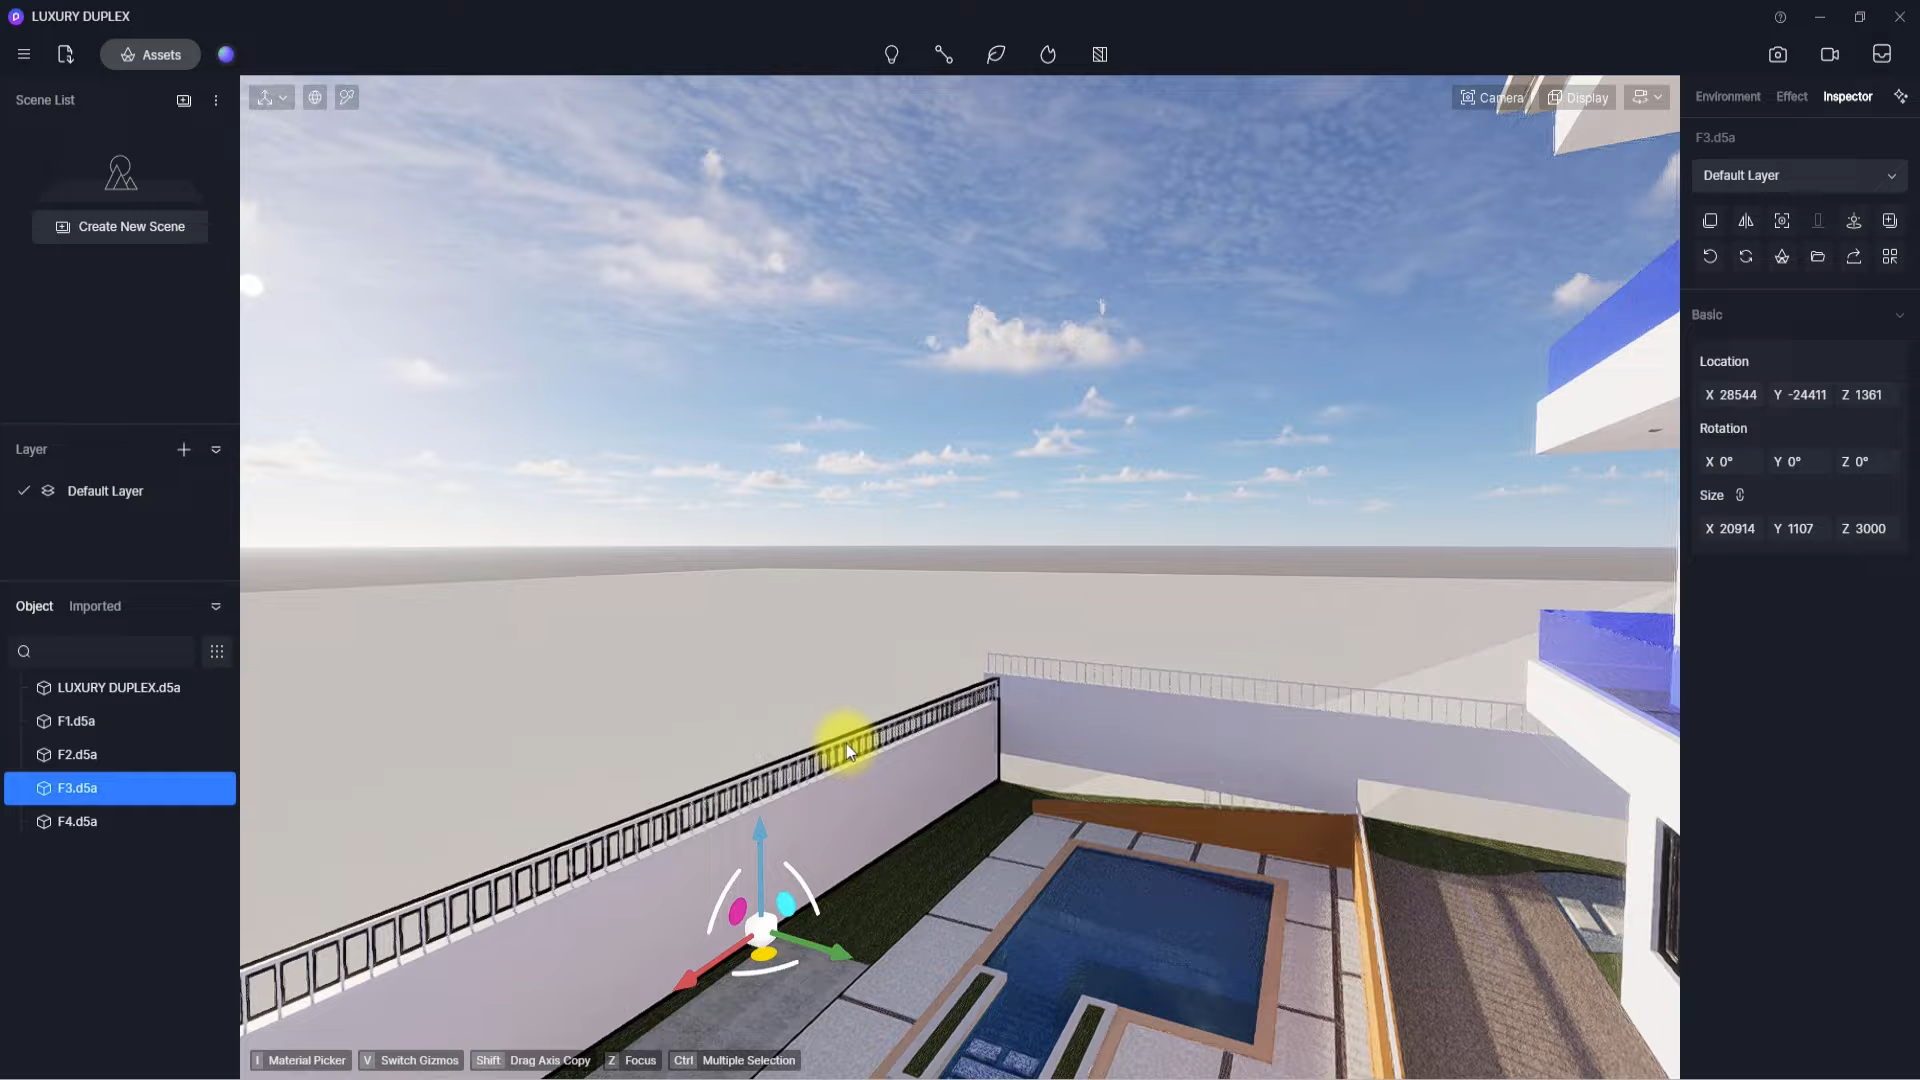 LUXURY DUPLEX
Assets
Scene List
Create New Scene
Layer
Default Layer
Object Imported
LUXURY DUPLEX.d5a
F1.d5a
F2.d5a
F3.d5a
F4.d5a
Camera Display
I Material Picker V Switch Gizmos Shift Drag Axis Copy Z Focus Ctrl Multiple Selection
Environment Effect Inspector
F3.d5a
Default Layer
Basic
Location
X 28544 Y -24411 Z 1361
Rotation
X 0° Y 0° Z 0°
Size
X 20914 Y 1107 Z 3000